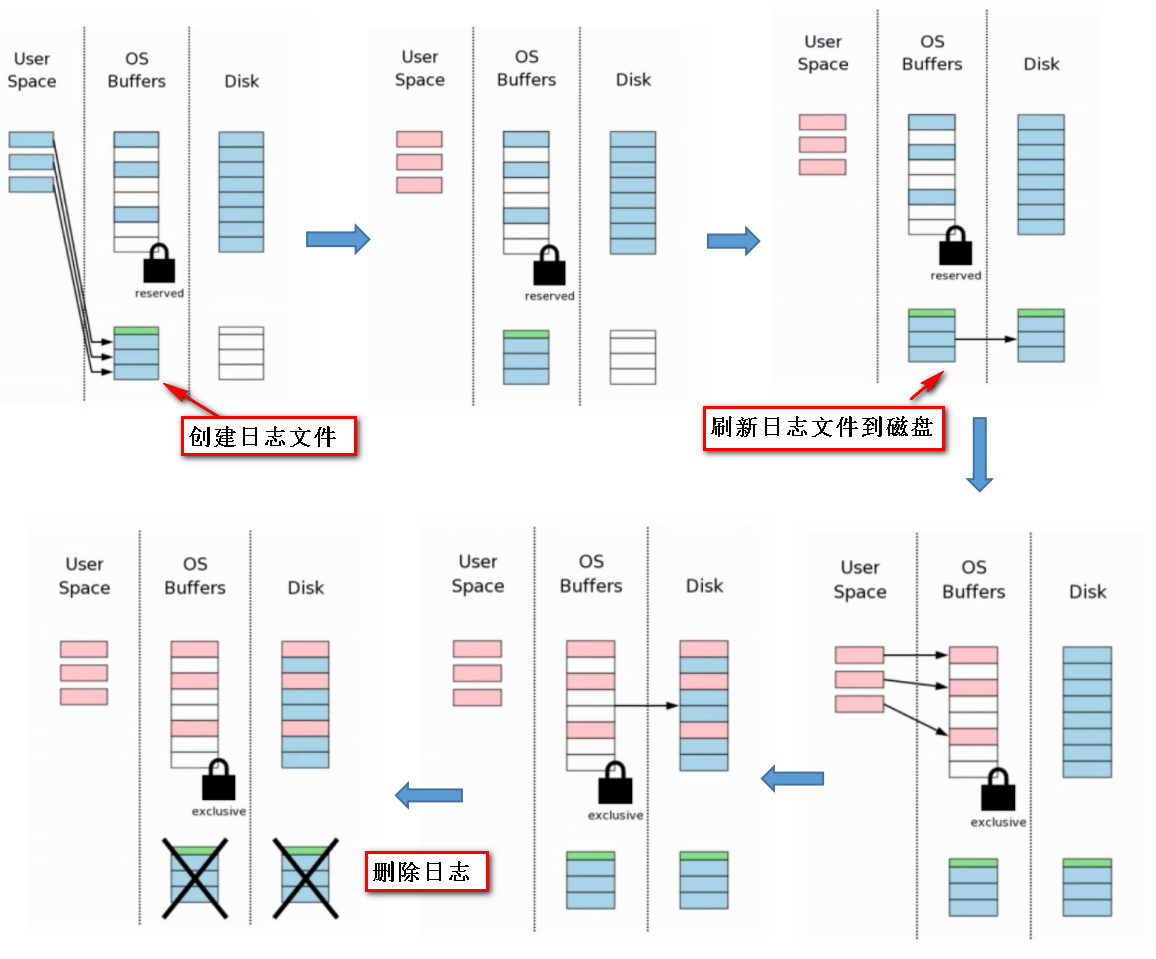 User
Space
OS
Buffers
Disk
reserved
创建日志文件
User
Space
OS
Buffers
Disk
reserved
User
Space
OS
Buffers
Disk
reserved
刷新日志文件到磁盘
User
Space
OS
Buffers
Disk
exclusive
删除日志
User
Space
OS
Buffers
Disk
exclusive
User
Space
OS
Buffers
Disk
exclusive